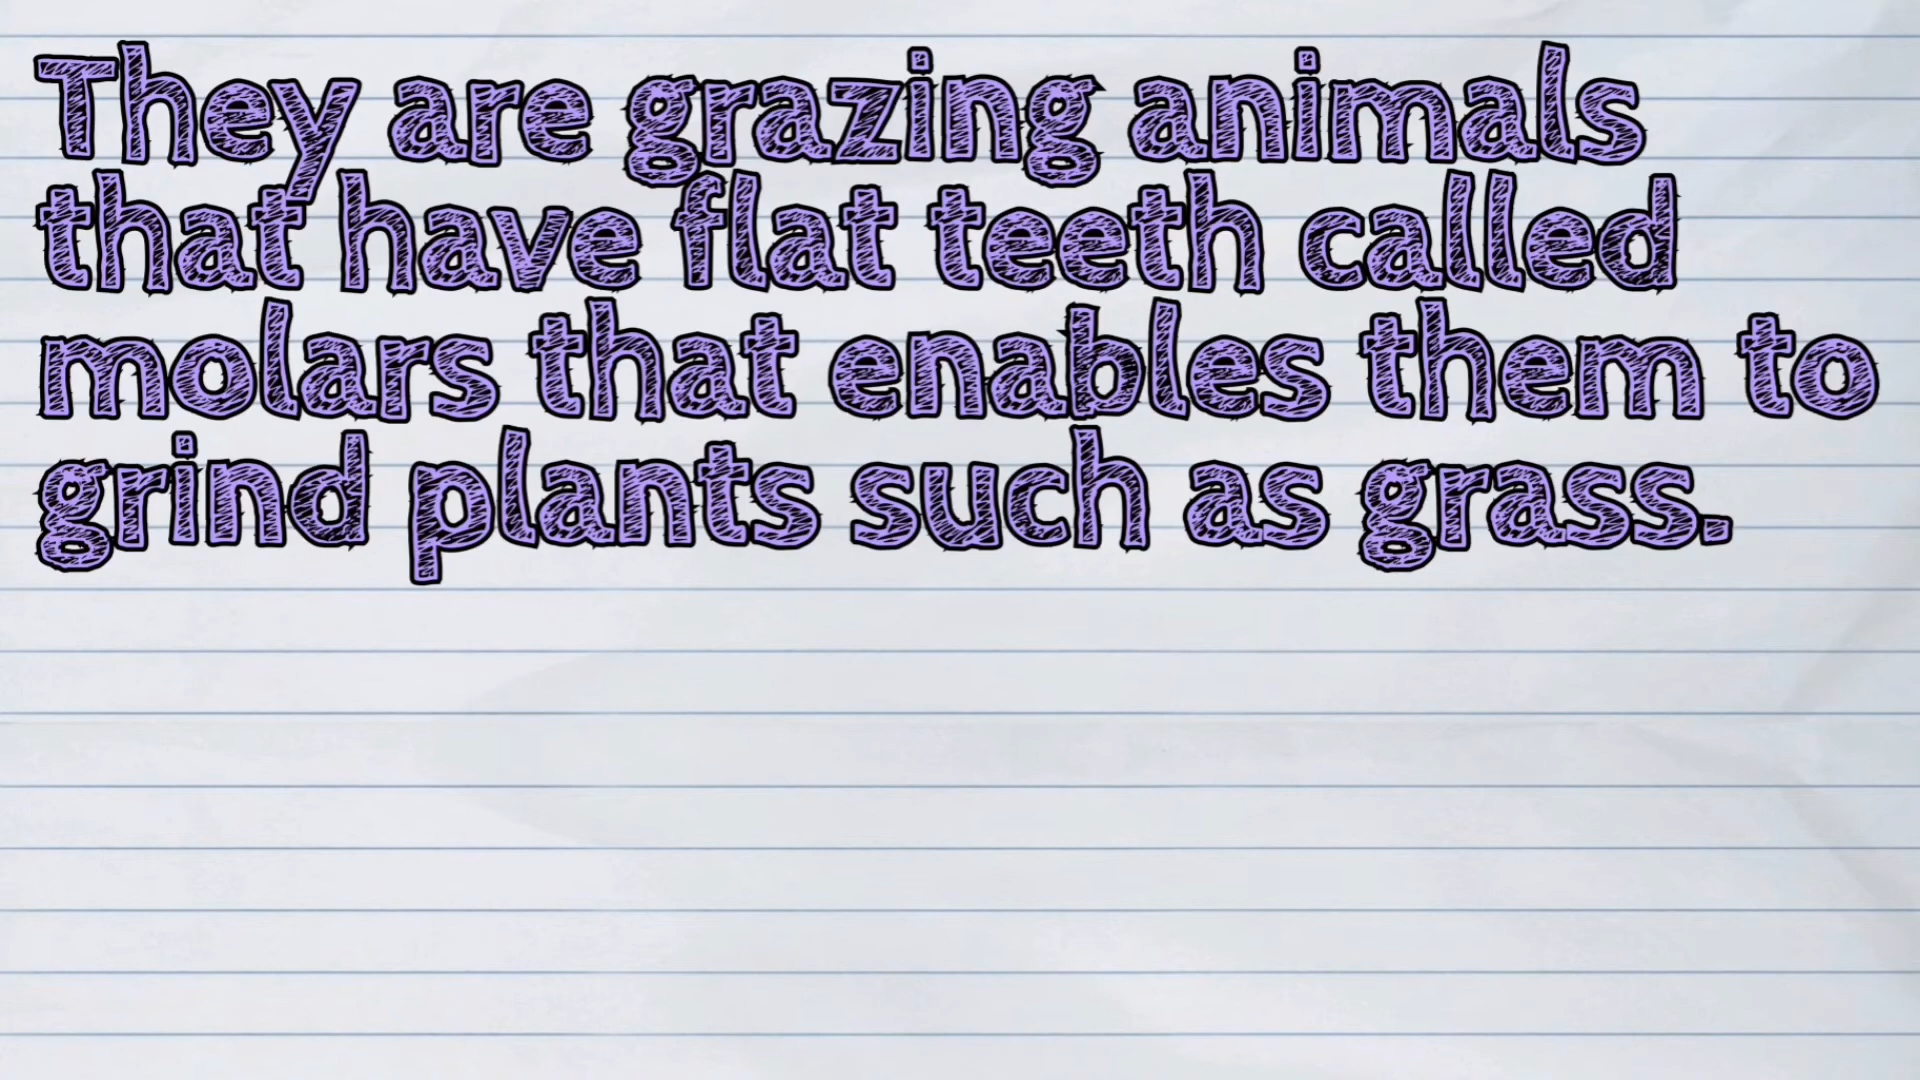 They are grazing animals
that have flat teeth called
molars that enables them to
grind plants such as grass.